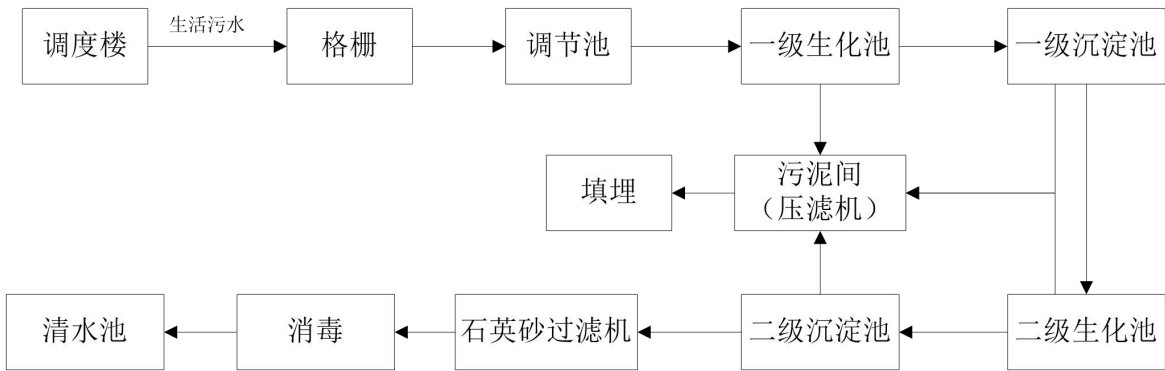 调度楼
生活污水
格栅
调节池
一级生化池
一级沉淀池
填埋
污泥间
（压滤机）
清水池
消毒
石英砂过滤机
二级沉淀池
二级生化池